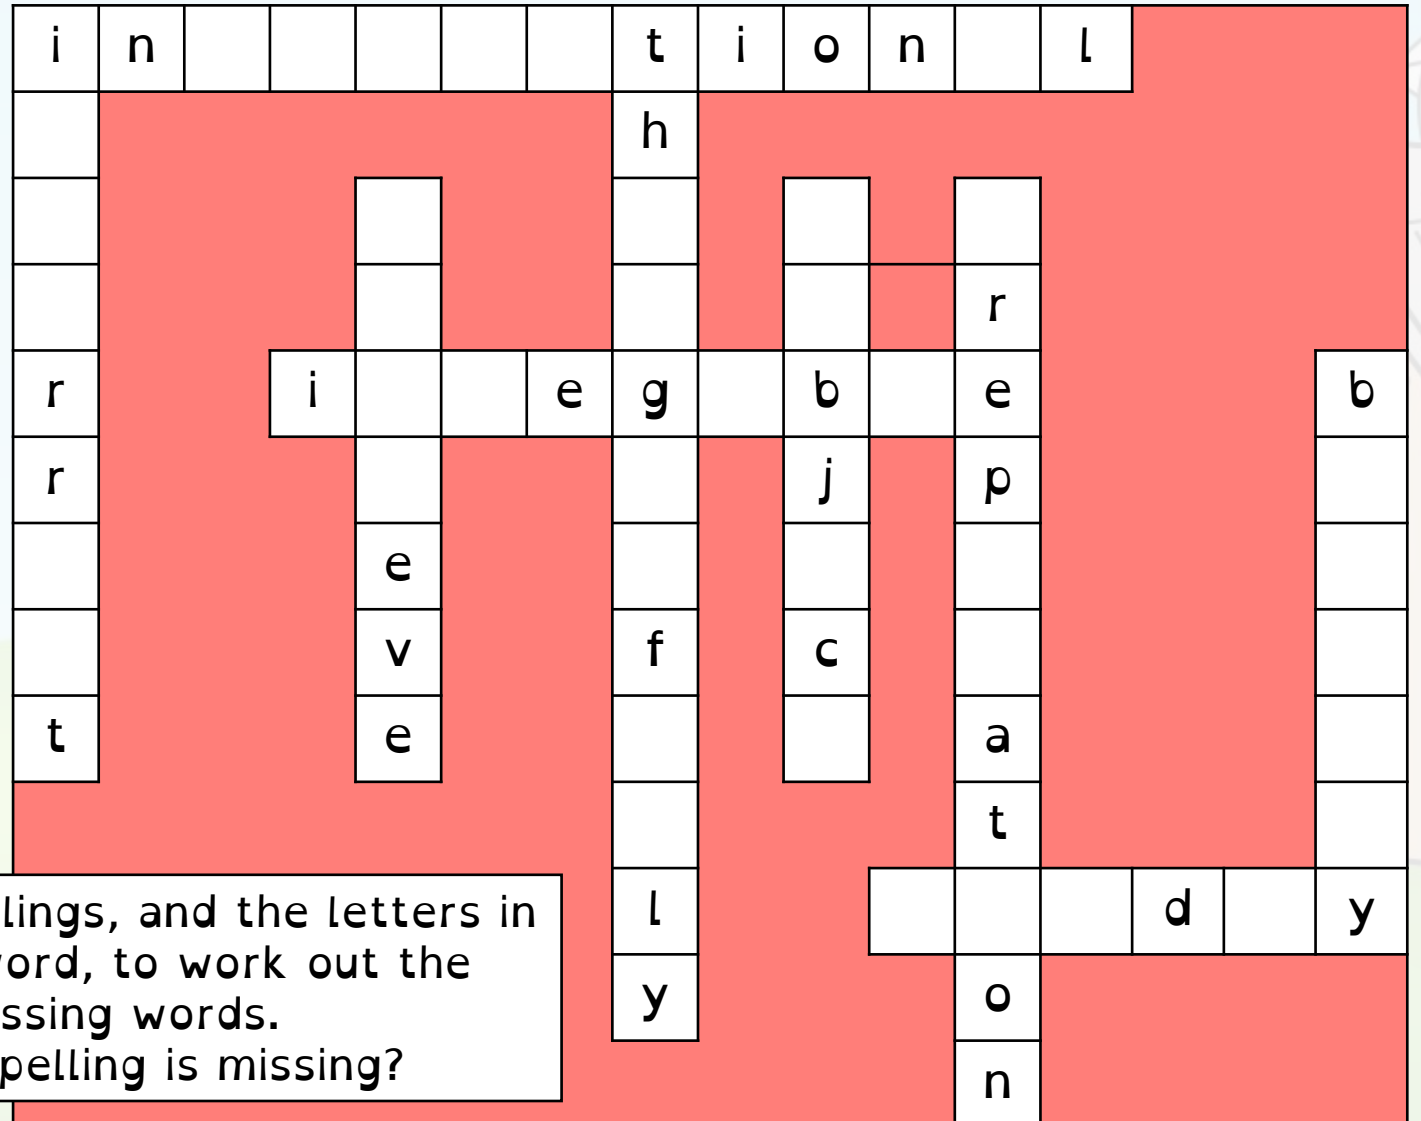 i n t i o n l
h
r
r i e g b e b
r j p
e
v f c
t e a
t
l d y
y o
n
lings, and the letters in
ord, to work out the
ssing words.
pelling is missing?